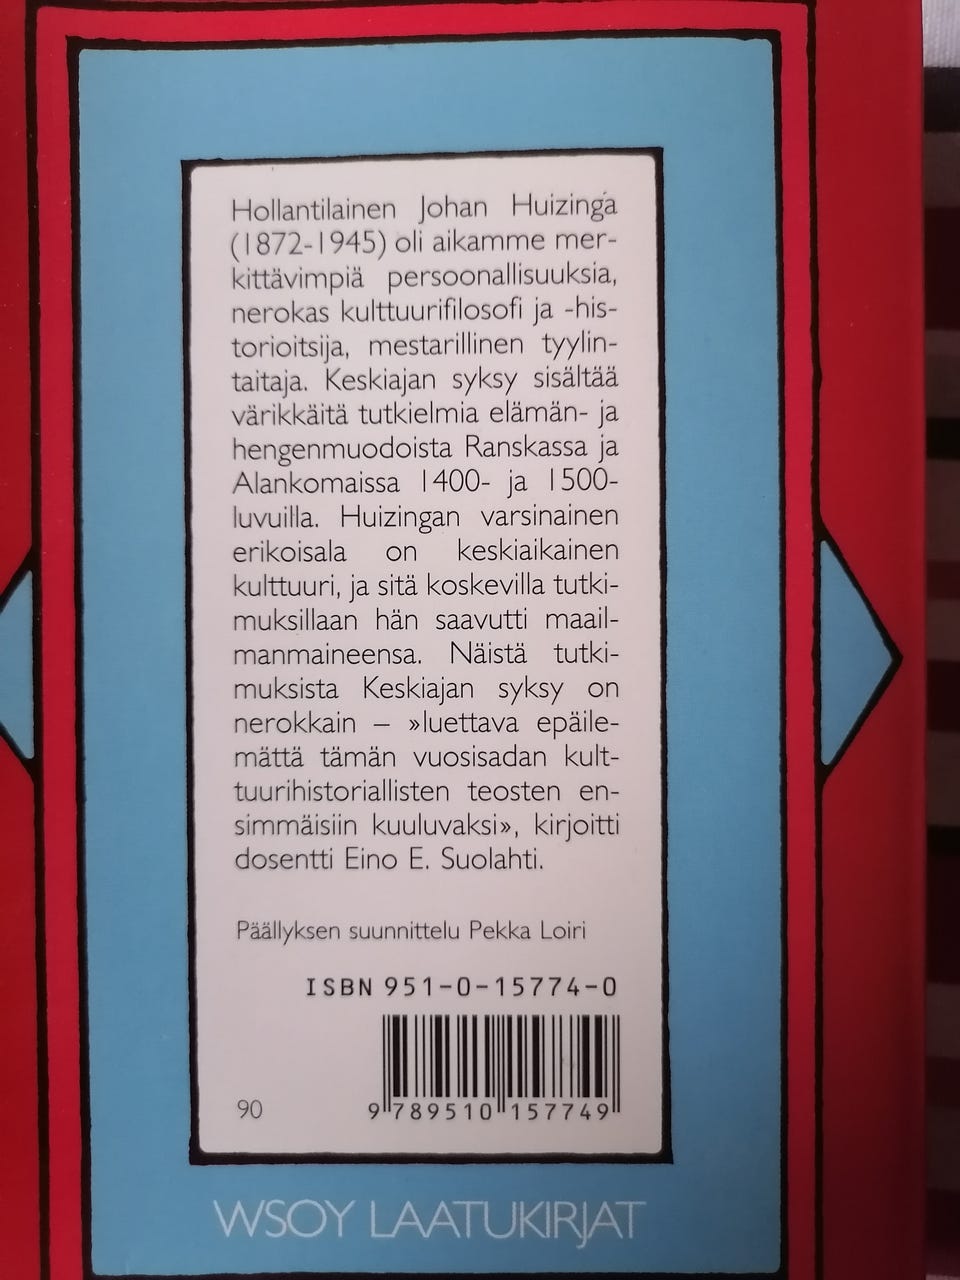 Hollantilainen Johan Huizinga
(1872-1945) oli aikamme mer-
kittävimpiä persoonallisuuksia,
nerokas kulttuurifilosofi ja -his-
torioitsija, mestarillinen tyylin-
taitaja. Keskiajan syksy sisältää
värikkäitä tutkielmia elämän- ja
hengenmuodoista Ranskassa ja
Alankomaissa 1400- ja 1500-
luvuilla. Huizingan varsinainen
erikoisala on keskiaikainen
kulttuuri, ja sitä koskevilla tutki-
muksillaan hän saavutti maail-
manmaineensa. Näistä tutki-
muksista Keskiajan syksy on
nerokkain – »luettava epäile-
mättä tämän vuosisadan kult-
tuurihistoriallisten teosten en-
simmäisiin kuuluvaksi», kirjoitti
dosentti Eino E. Suolahti.
Päällyksen suunnittelu Pekka Loiri
ISBN 951-0-15774-0
90
9 789510 157749
WSOY LAATUKIRJAT